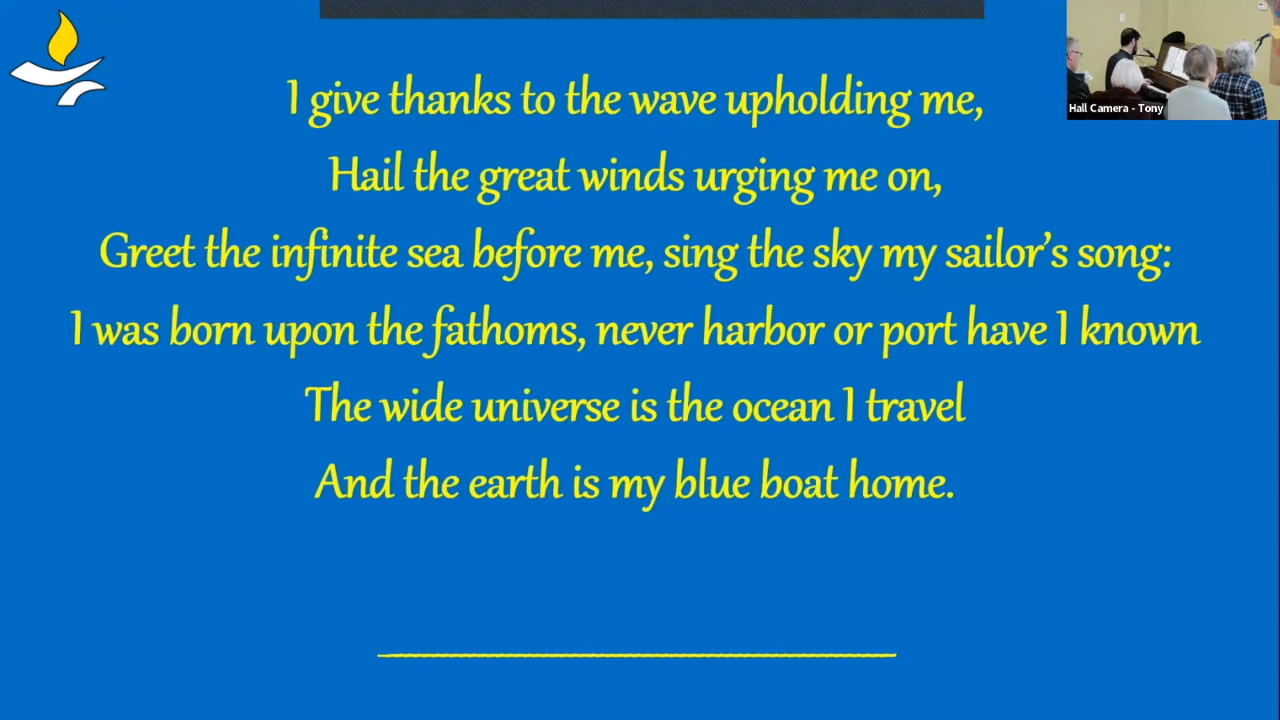 I give thanks to the wave upholding me,
Hail the great winds urging me on,
Greet the infinite sea before me, sing the sky my sailor’s song:
I was born upon the fathoms, never harbor or port have I known
The wide universe is the ocean I travel
And the earth is my blue boat home.
Hall Camera - Tony